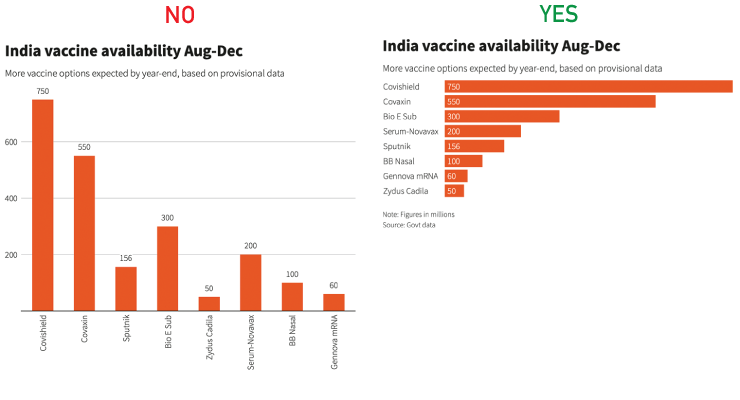 NO
India vaccine availability Aug-Dec
More vaccine options expected by year-end, based on provisional data
750
600
550
400
300
200
200
156
100
60
50
Covishield
Covaxin
Sputnik
Bio E Sub
Zydus Cadila
Serum-Novavax
BB Nasal
Gennova mRNA
YES
India vaccine availability Aug-Dec
More vaccine options expected by year-end, based on provisional data
Covishield 750
Covaxin 550
Bio E Sub 300
Serum-Novavax 200
Sputnik 156
BB Nasal 100
Gennova mRNA 60
Zydus Cadila 50
Note: Figures in millions
Source: Govt data